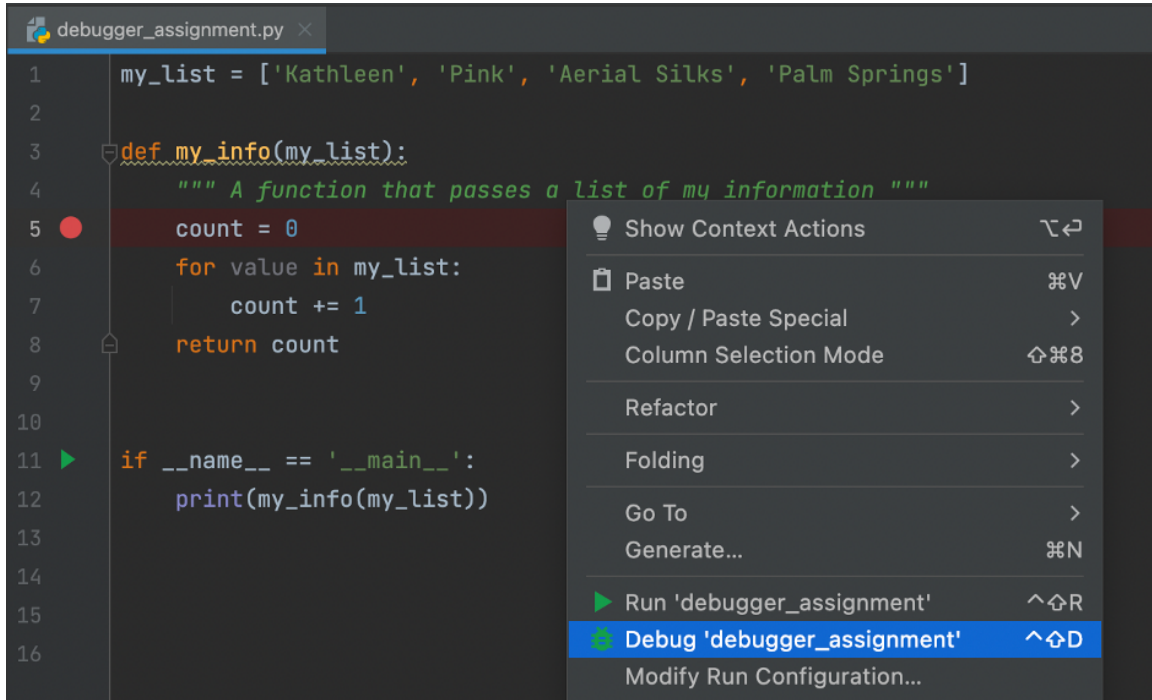 debugger_assignment.py ×
1 my_list = ['Kathleen', 'Pink', 'Aerial Silks', 'Palm Springs']
2
3 def my_info(my_list):
4 """ A function that passes a list of my information """
5 count = 0
6 for value in my_list:
7 count += 1
8 return count
9
10
11 if __name__ == '__main__':
12 print(my_info(my_list))
13
14
15
16
Show Context Actions ⌥⏎
Paste ⌘V
Copy / Paste Special >
Column Selection Mode ⇧⌘8
Refactor >
Folding >
Go To >
Generate... ⌘N
Run 'debugger_assignment' ^⇧R
Debug 'debugger_assignment' ^⇧D
Modify Run Configuration...